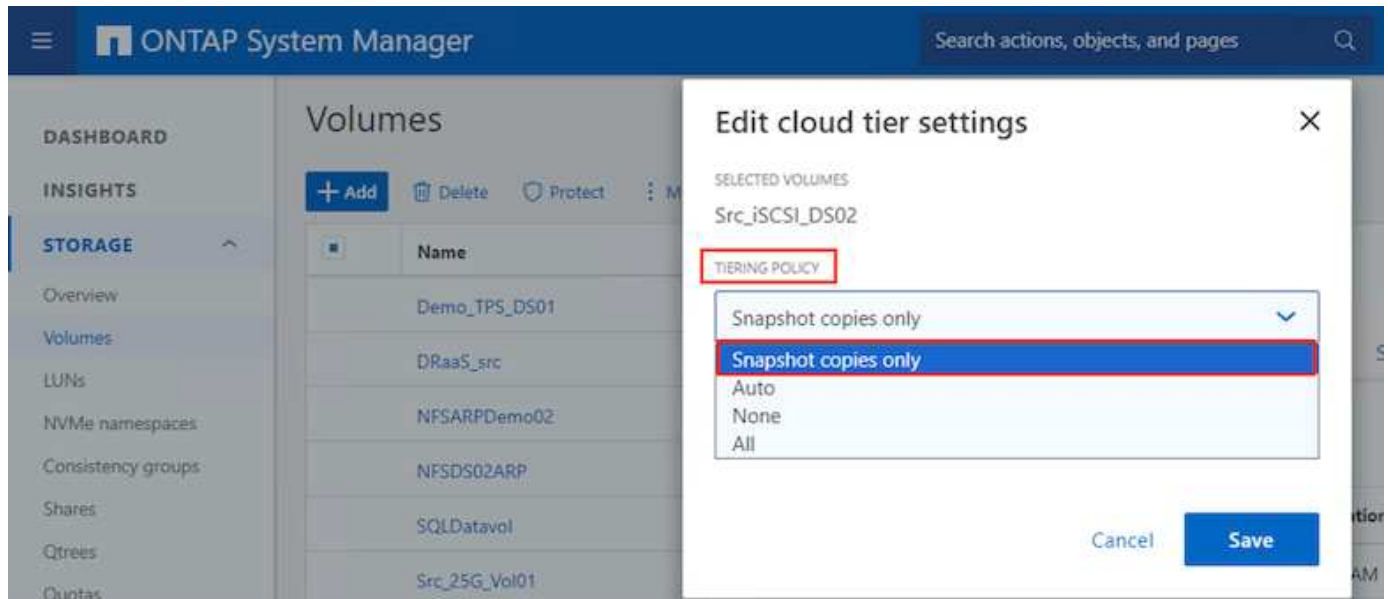 ONTAP System Manager
Search actions, objects, and pages
DASHBOARD
INSIGHTS
STORAGE
Overview
Volumes
LUNs
NVMe namespaces
Consistency groups
Shares
Qtrees
Quotas
Volumes
Add
Delete
Protect
Name
Demo_TPS_DS01
DRaaS_src
NFSARPDemo02
NFSDS02ARP
SQLDatavol
Src_25G_Vol01
Edit cloud tier settings
SELECTED VOLUMES
Src_iSCSI_DS02
TIERING POLICY
Snapshot copies only
Snapshot copies only
Auto
None
All
Cancel
Save
AM